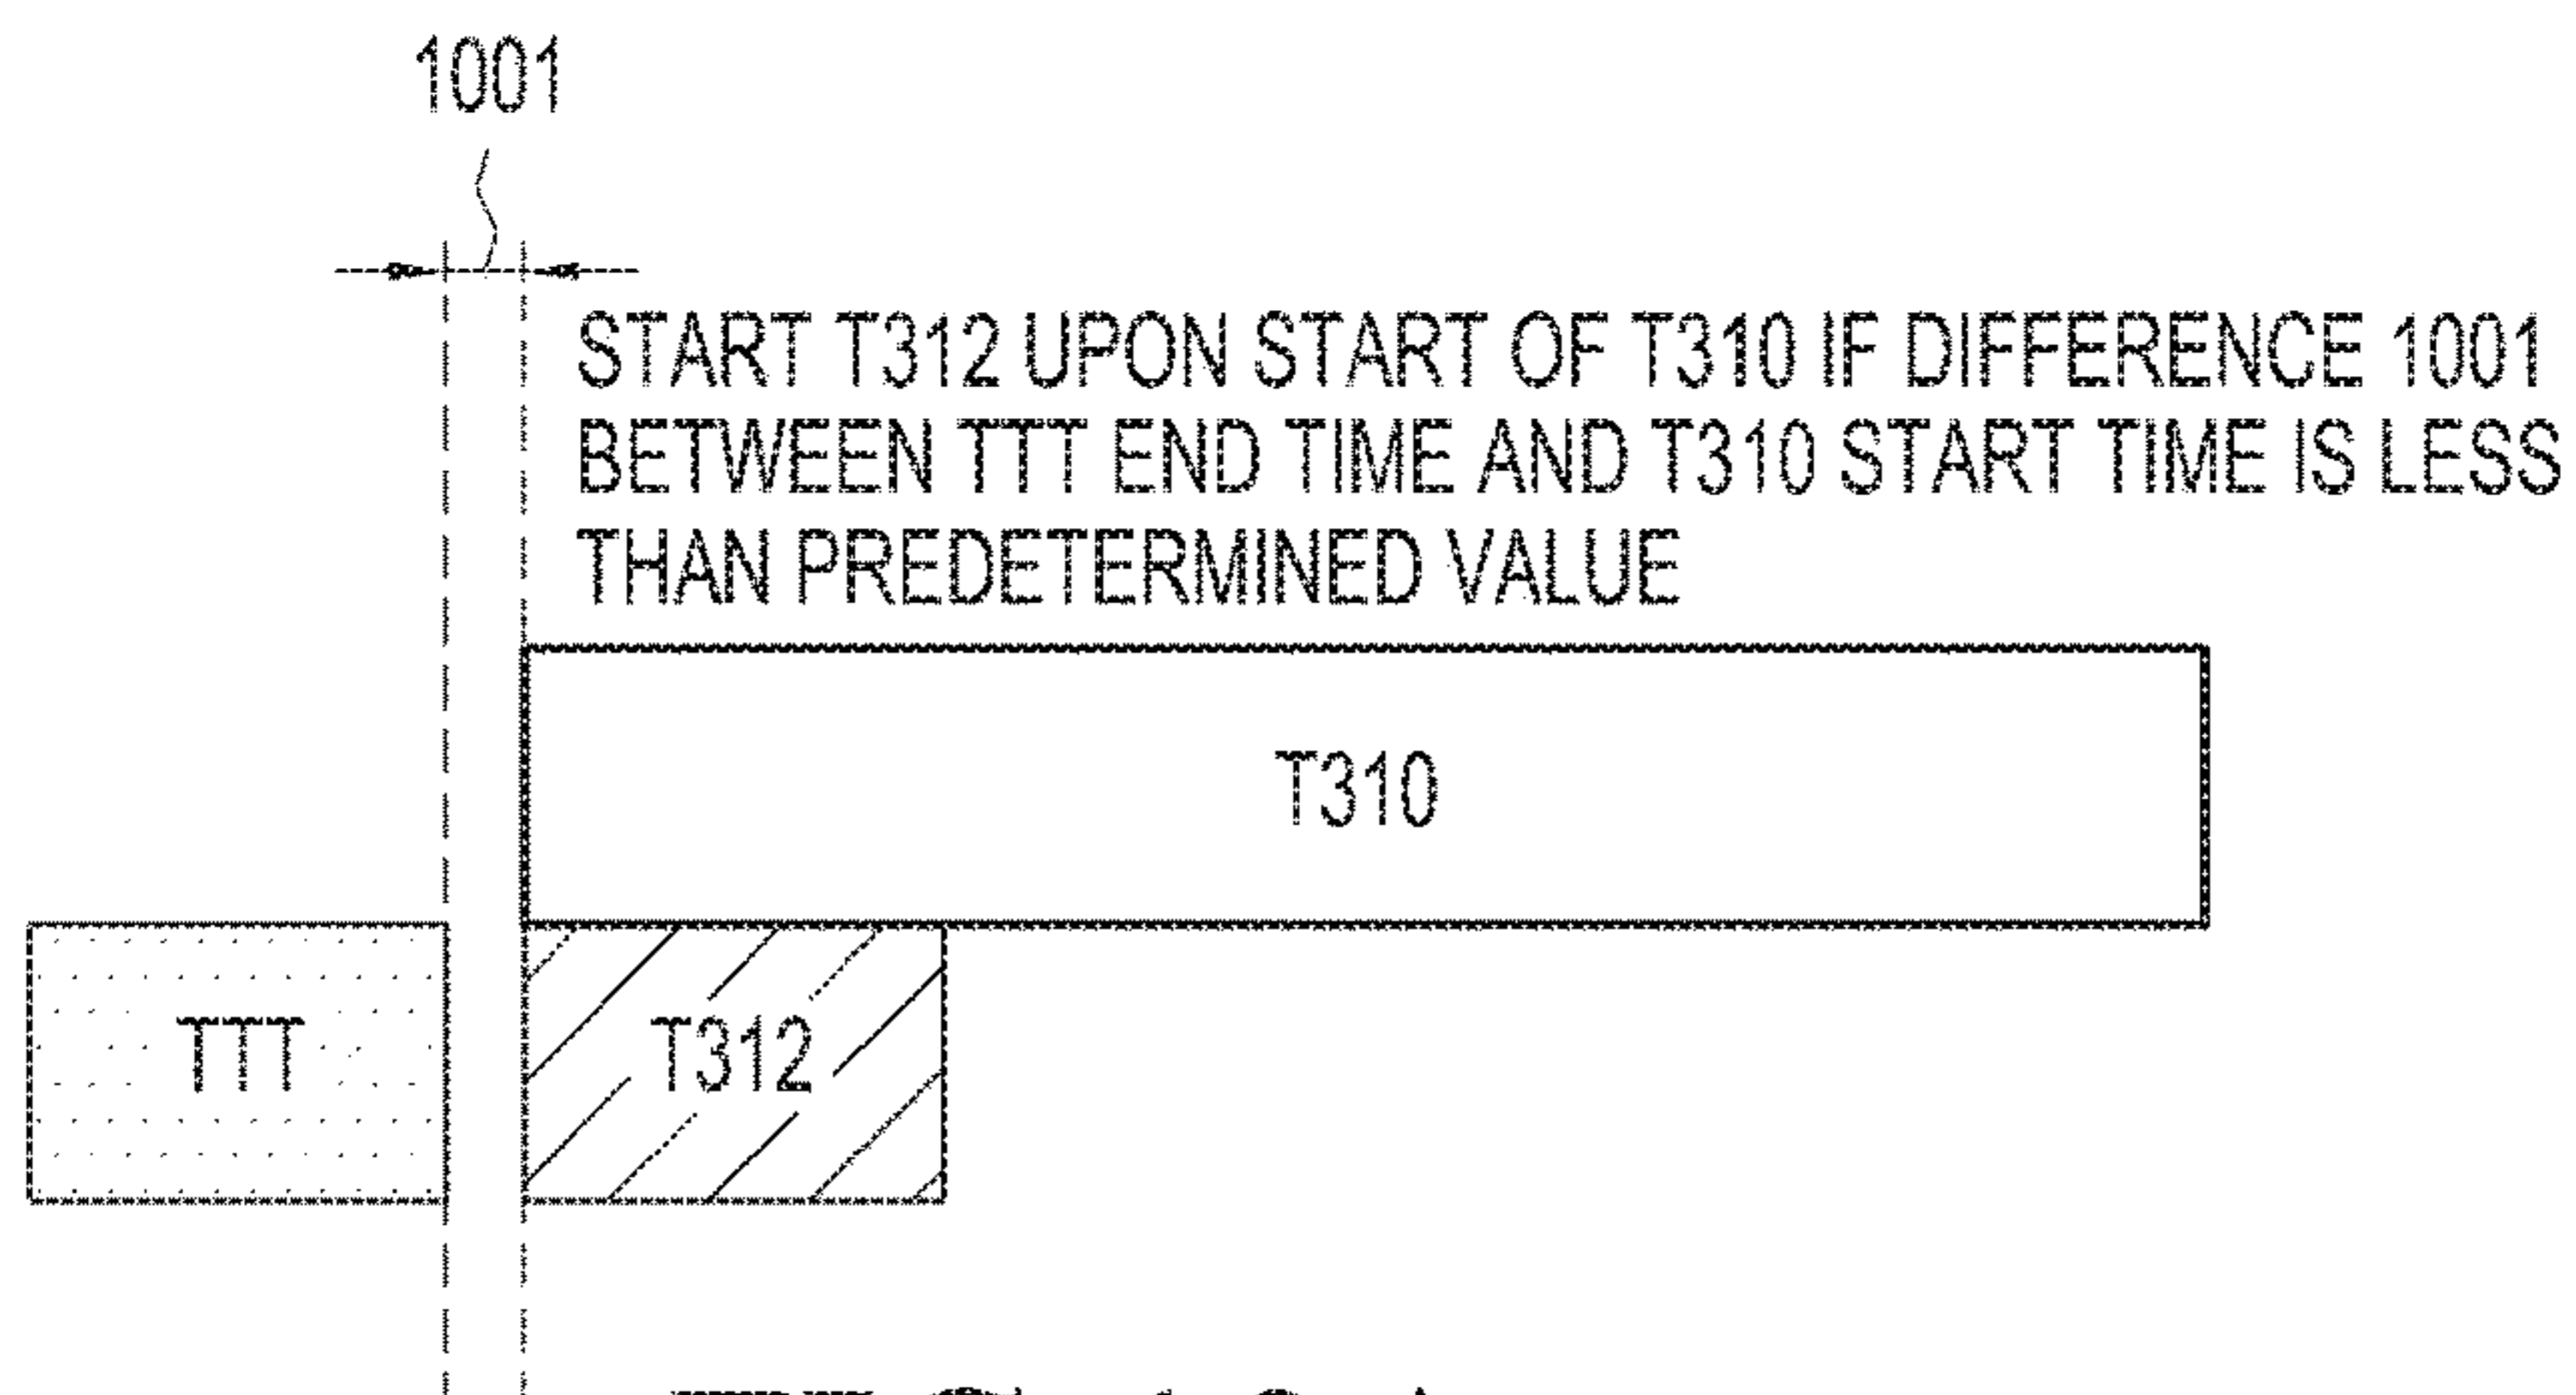 1001
START T312 UPON START OF T310 IF DIFFERENCE 1001
BETWEEN TTT END TIME AND T310 START TIME IS LESS
THAN PREDETERMINED VALUE
T310
TTT
T312